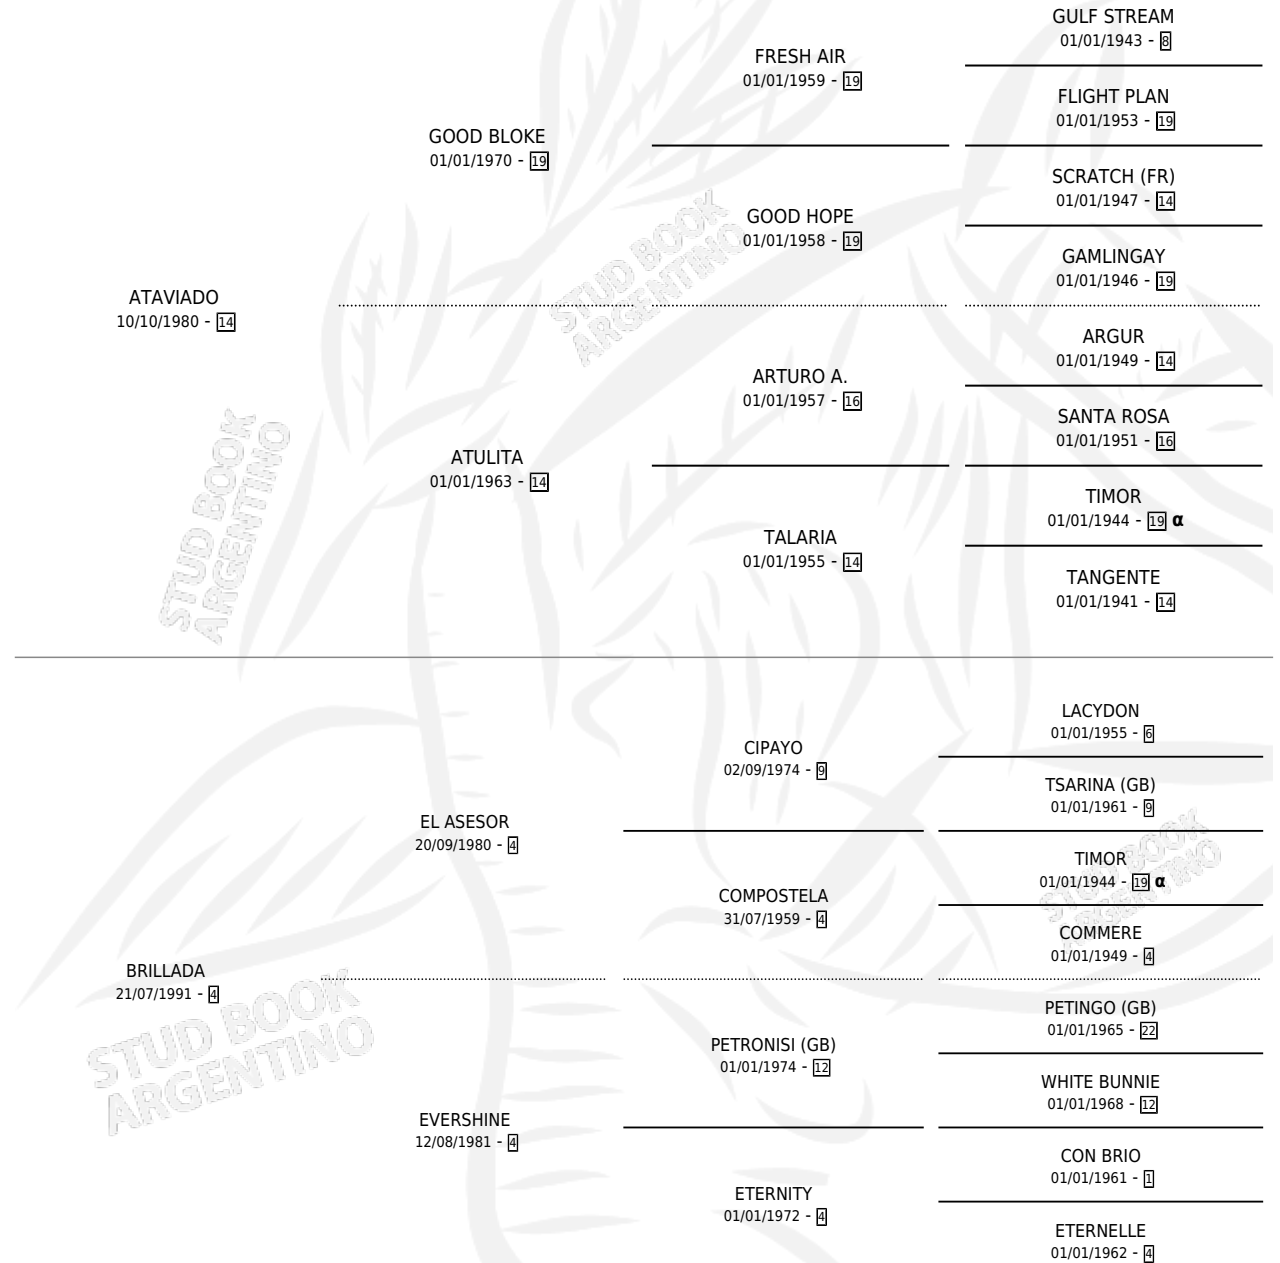 GULF STREAM
01/01/1943 - 8
FRESH AIR
01/01/1959 - 19
FLIGHT PLAN
01/01/1953 - 19
GOOD BLOKE
01/01/1970 - 19
SCRATCH (FR)
01/01/1947 - 14
GOOD HOPE
01/01/1958 - 19
GAMLINGAY
01/01/1946 - 19
ATAVIADO
10/10/1980 - 14
ARGUR
01/01/1949 - 14
ARTURO A.
01/01/1957 - 16
SANTA ROSA
01/01/1951 - 16
ATULITA
01/01/1963 - 14
TIMOR
01/01/1944 - 19 α
TALARIA
01/01/1955 - 14
TANGENTE
01/01/1941 - 14
LACYDON
01/01/1955 - 6
CIPAYO
02/09/1974 - 9
TSARINA (GB)
01/01/1961 - 9
EL ASESOR
20/09/1980 - 4
TIMOR
01/01/1944 - 19 α
COMPOSTELA
31/07/1959 - 4
COMMERE
01/01/1949 - 4
BRILLADA
21/07/1991 - 4
PETINGO (GB)
01/01/1965 - 22
PETRONISI (GB)
01/01/1974 - 12
WHITE BUNNIE
01/01/1968 - 12
EVERSHINE
12/08/1981 - 4
CON BRIO
01/01/1961 - 1
ETERNITY
01/01/1972 - 4
ETERNELLE
01/01/1962 - 4
STUD BOOK
ARGENTINO
STUD BOOK
ARGENTINO
STUD BOOK
ARGENTINO
STUD BOOK
ARGENTINO